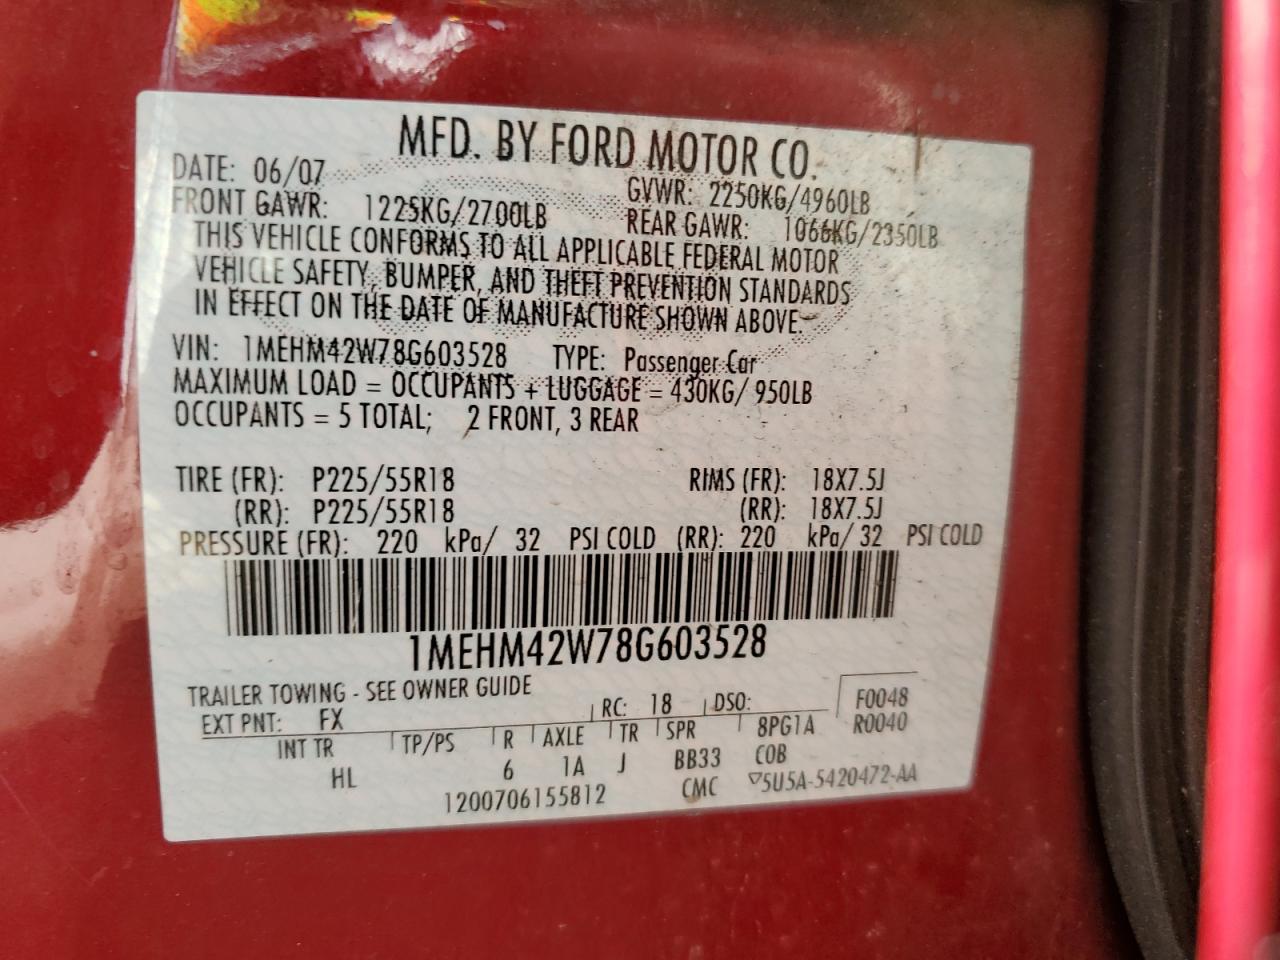 MFD. BY FORD MOTOR CO.
DATE: 06/07 GVWR: 2250KG/4960LB
FRONT GAWR: 1225KG/2700LB REAR GAWR: 1066KG/2350LB
THIS VEHICLE CONFORMS TO ALL APPLICABLE FEDERAL MOTOR
VEHICLE SAFETY, BUMPER, AND THEFT PREVENTION STANDARDS
IN EFFECT ON THE DATE OF MANUFACTURE SHOWN ABOVE.
VIN: 1MEHM42W78G603528 TYPE: Passenger Car
MAXIMUM LOAD = OCCUPANTS + LUGGAGE = 430KG/ 950LB
OCCUPANTS = 5 TOTAL; 2 FRONT, 3 REAR
TIRE (FR): P225/55R18 RIMS (FR): 18X7.5J
(RR): P225/55R18 (RR): 18X7.5J
PRESSURE (FR): 220 kPa/ 32 PSI COLD (RR): 220 kPa/ 32 PSI COLD
1MEHM42W78G603528
TRAILER TOWING - SEE OWNER GUIDE
EXT PNT: FX RC: 18 DSO: F0048
INT TR TP/PS R AXLE TR SPR 8PG1A R0040
HL 6 1A J BB33 COB
1200706155812 CMC ▽5U5A-5420472-AA